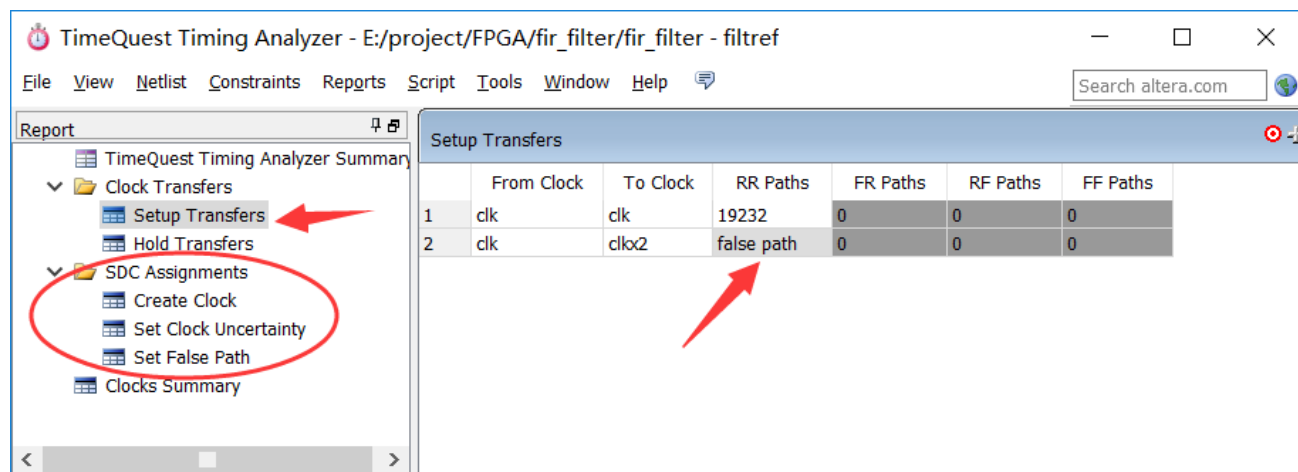 TimeQuest Timing Analyzer - E:/project/FPGA/fir_filter/fir_filter - filtref
File View Netlist Constraints Reports Script Tools Window Help
Search altera.com
Report
TimeQuest Timing Analyzer Summary
Clock Transfers
Setup Transfers
Hold Transfers
SDC Assignments
Create Clock
Set Clock Uncertainty
Set False Path
Clocks Summary
Setup Transfers
From Clock To Clock RR Paths FR Paths RF Paths FF Paths
1 clk clk 19232 0 0 0
2 clk clkx2 false path 0 0 0